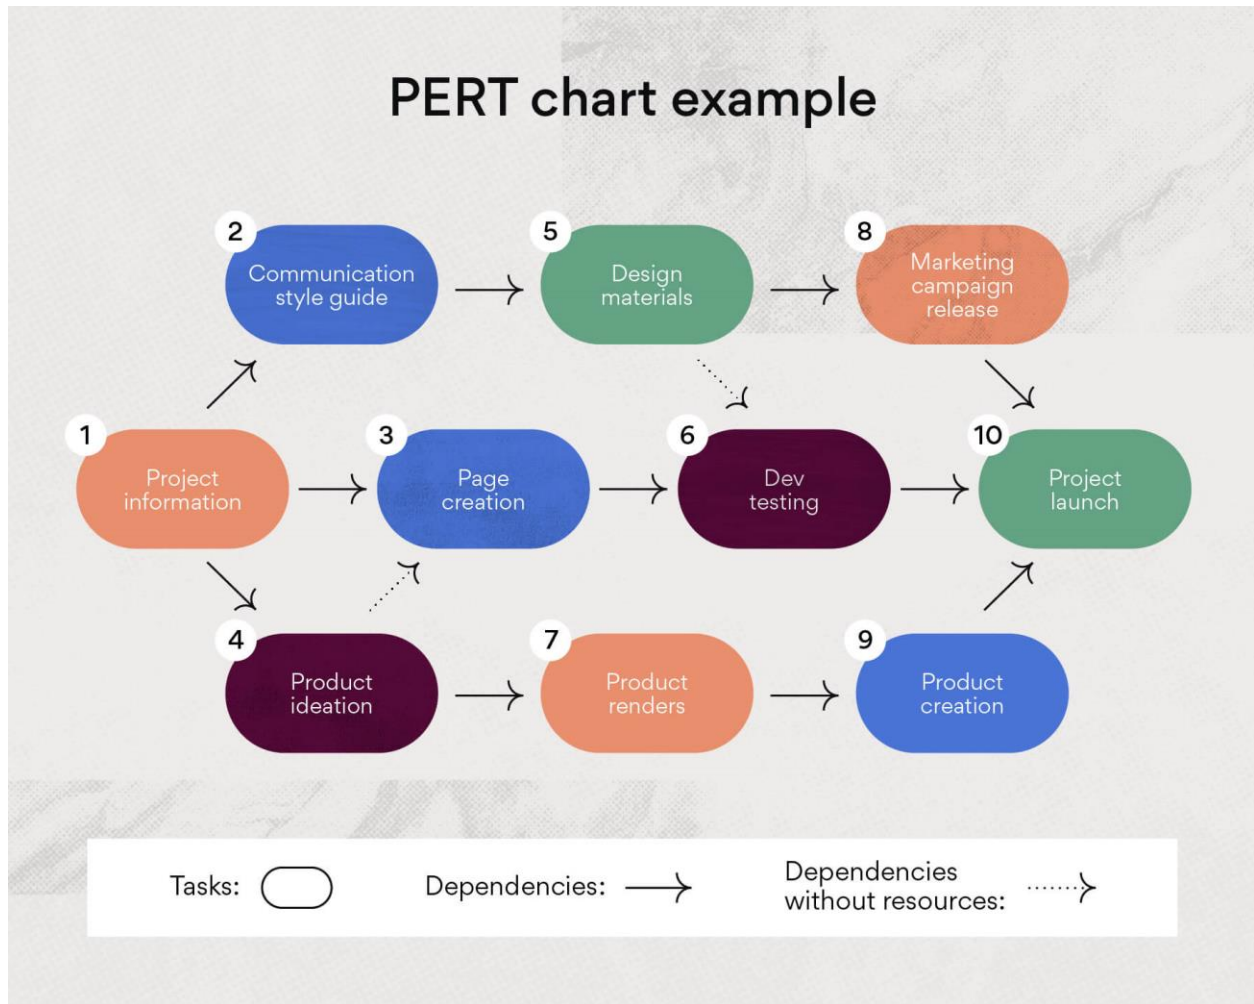 PERT chart example
2
Communication
style guide
5
Design
materials
8
Marketing
campaign
release
1
Project
information
3
Page
creation
6
Dev
testing
10
Project
launch
4
Product
ideation
7
Product
renders
9
Product
creation
Tasks:
Dependencies:
Dependencies
without resources: